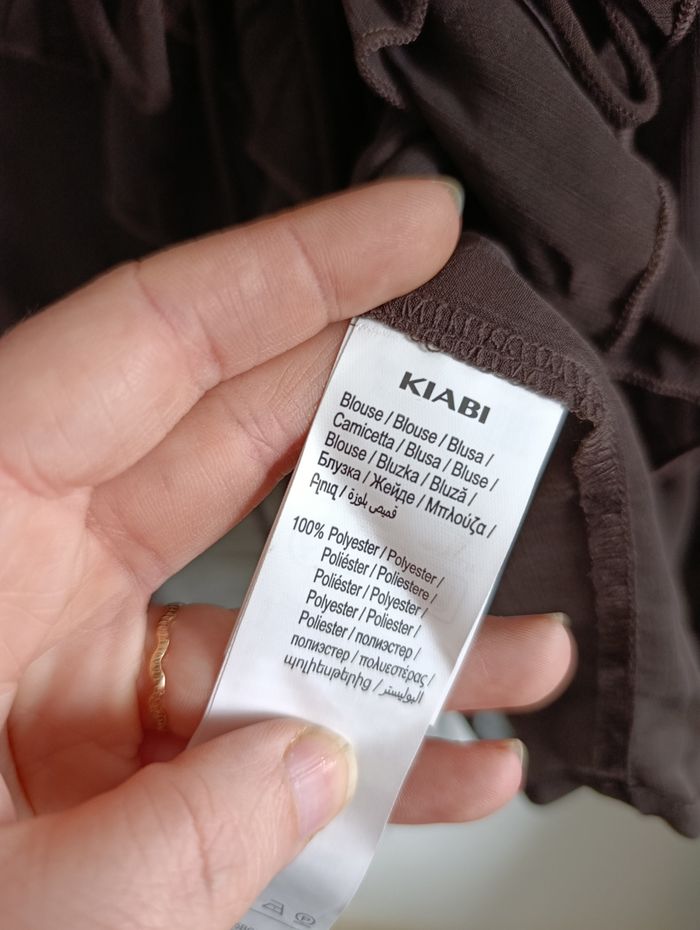 KIABI
Blouse / Blouse / Blusa /
Camicetta / Blusa / Bluse /
Blouse / Bluzka / Bluză /
Блузка / Жейде / Μπλούζα /
Բլուզ / قميص بلوزة
100% Polyester / Polyester /
Poliéster / Poliestere /
Poliéster / Polyester /
Polyester / Poliester /
Poliester / полиэстер /
полиэстер / πολυεστέρας /
պոլիեսթերից / البوليستر
P